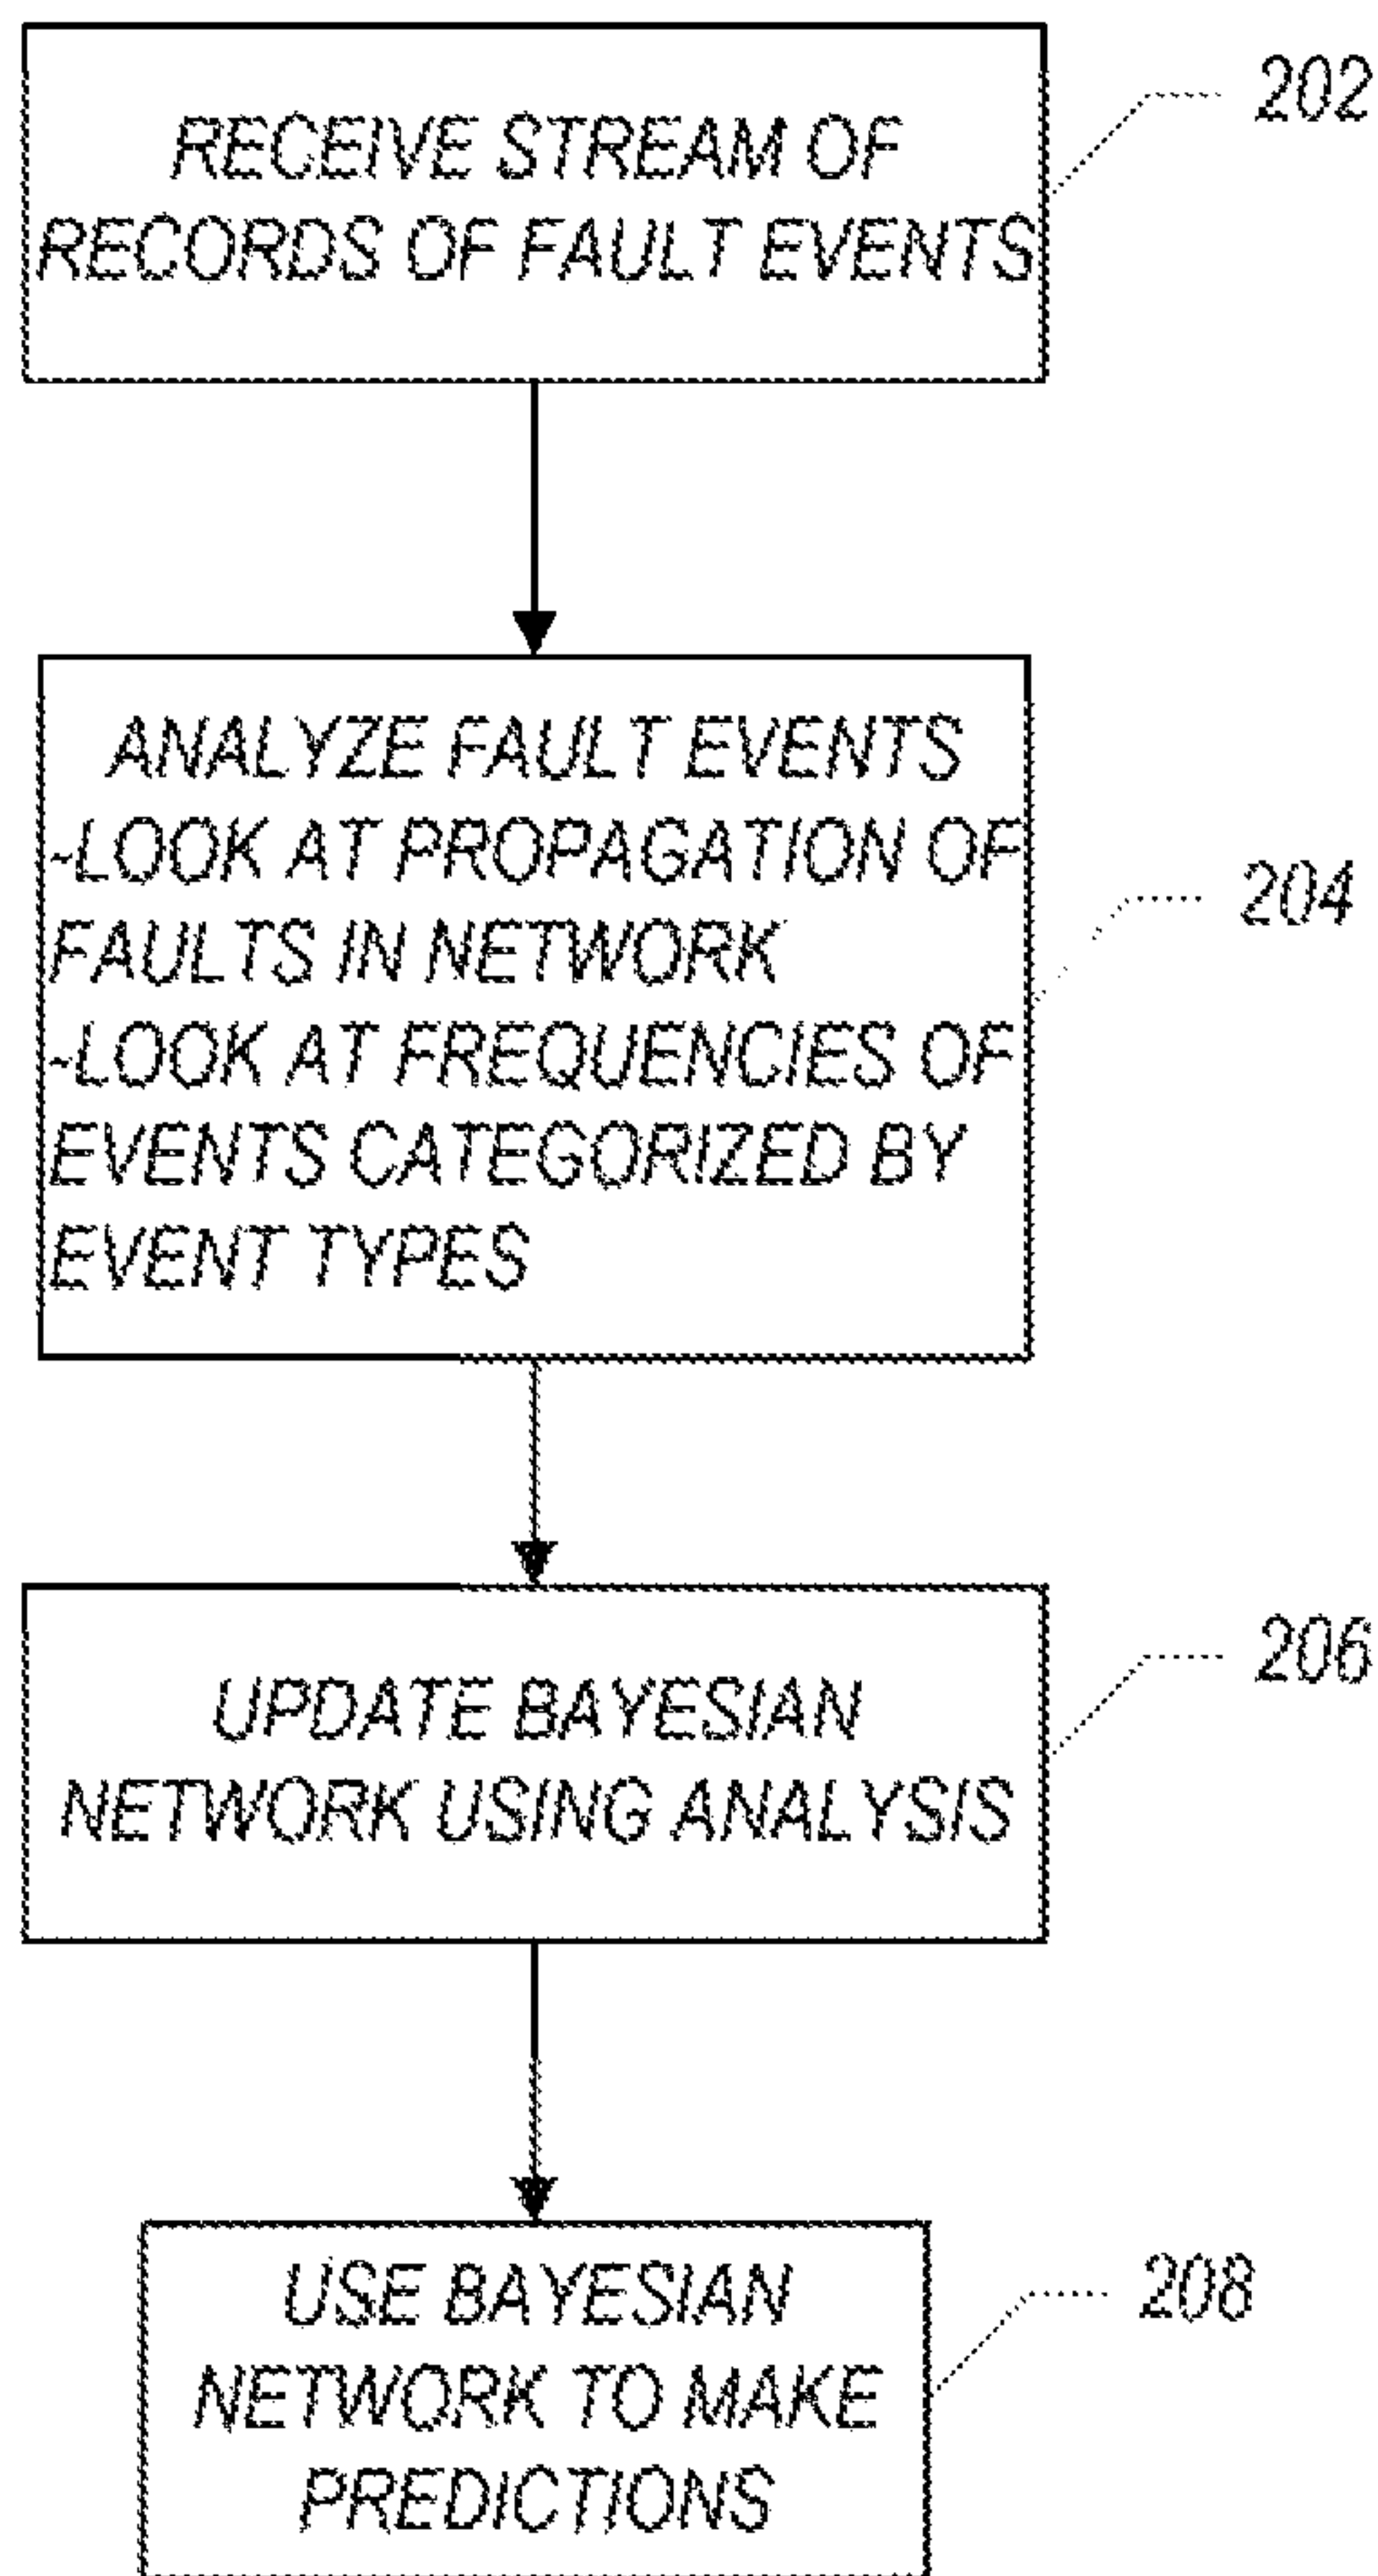 RECEIVE STREAM OF
RECORDS OF FAULT EVENTS
202
ANALYZE FAULT EVENTS
-LOOK AT PROPAGATION OF
FAULTS IN NETWORK
-LOOK AT FREQUENCIES OF
EVENTS CATEGORIZED BY
EVENT TYPES
204
UPDATE BAYESIAN
NETWORK USING ANALYSIS
206
USE BAYESIAN
NETWORK TO MAKE
PREDICTIONS
208